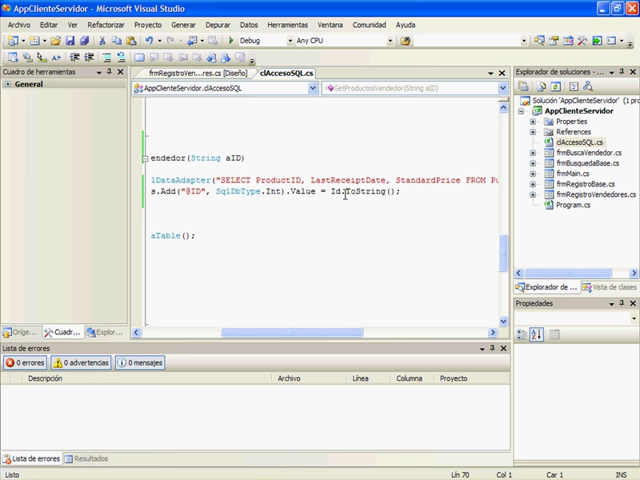 AppClienteServidor - Microsoft Visual Studio
Archivo Editar Ver Refactorizar Proyecto Generar Depurar Datos Herramientas Ventana Comunidad Ayuda
Debug Any CPU
Cuadro de herramientas
General
frmRegistroVen...res.cs [Diseño] clAccesoSQL.cs
AppClienteServidor.clAccesoSQL GetProductosVendedor(String aID)
endedor(String aID)
lDataAdapter("SELECT ProductID, LastReceiptDate, StandardPrice FROM Pu
s.Add("@ID", SqlDbType.Int).Value = Id.ToString();
aTable();
Explorador de soluciones - ...
Solución 'AppClienteServidor'
AppClienteServidor
Properties
References
clAccesoSQL.cs
frmBuscaVendedor.cs
frmBusquedaBase.cs
frmMain.cs
frmRegistroBase.cs
frmRegistroVendedores.cs
Program.cs
Explorador de ... Vista de clases
Propiedades
Oríge... Cuadr... Explor...
Lista de errores
0 errores 0 advertencias 0 mensajes
Descripción Archivo Línea Columna Proyecto
Lista de errores Resultados
Listo Lín 70 Col 1 Car 1 INS